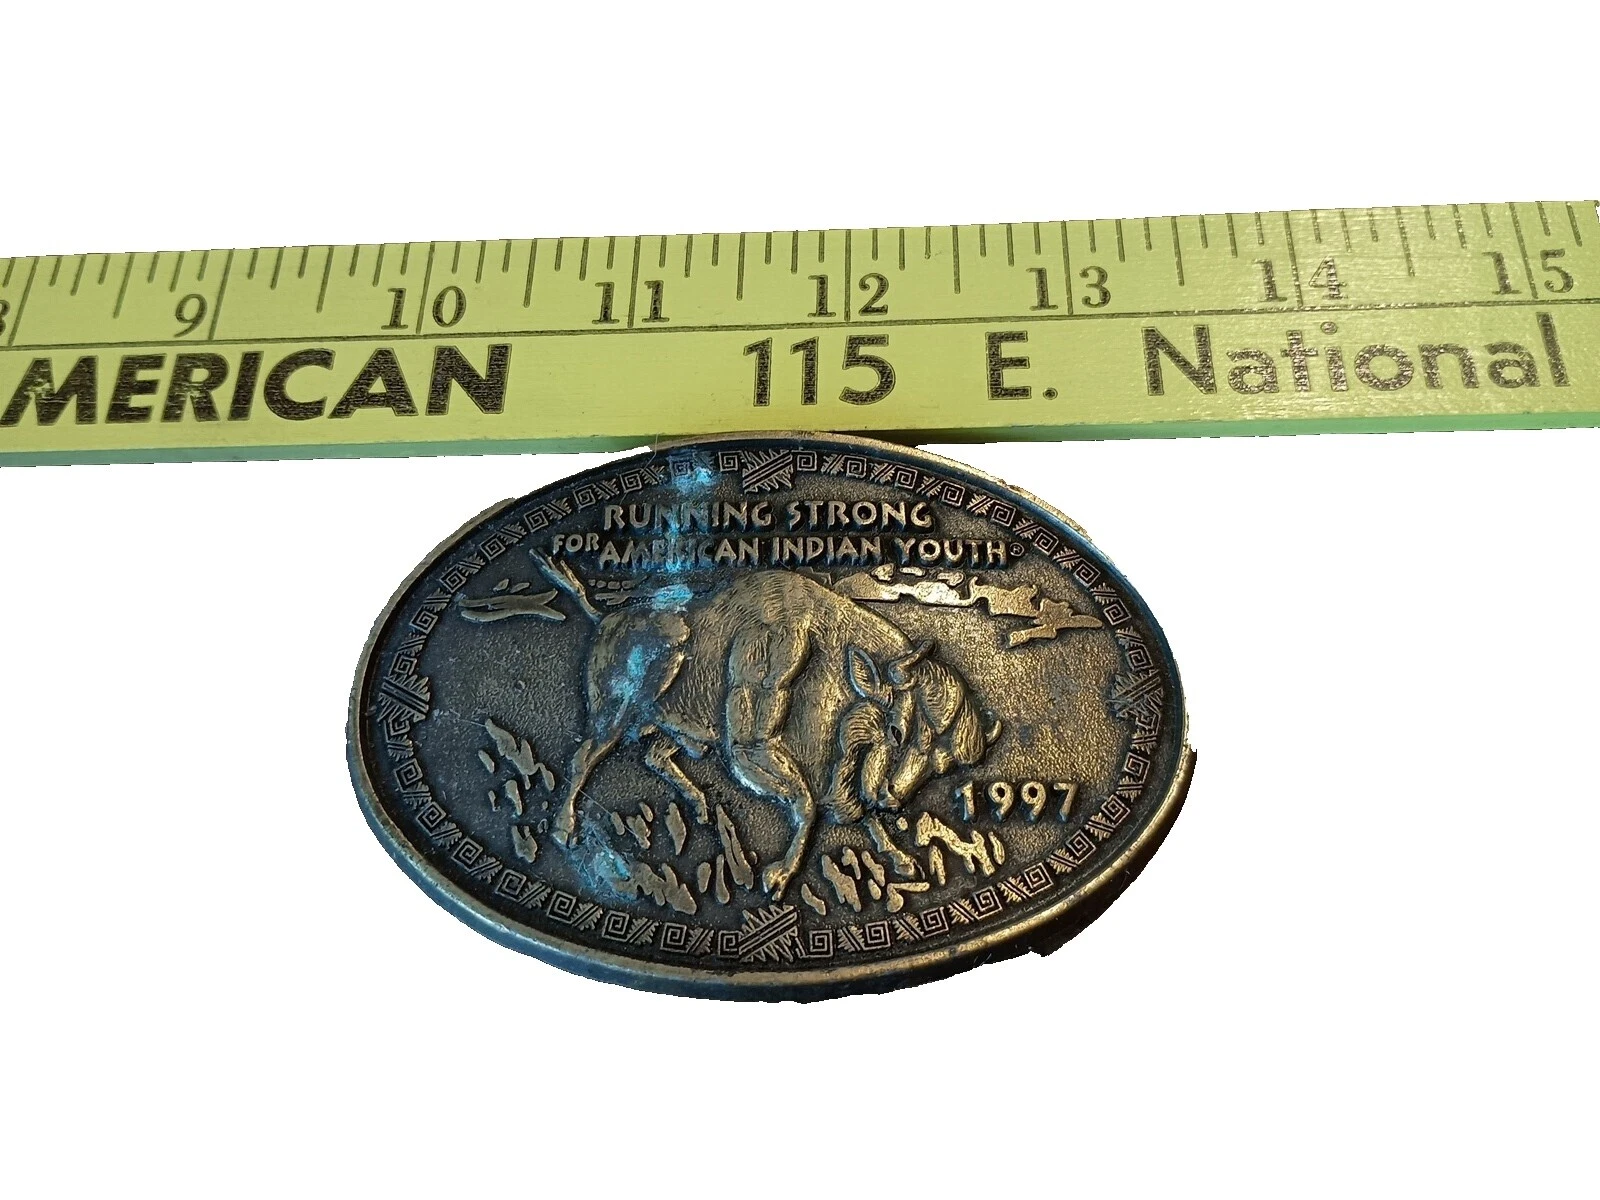 8 9 10 11 12 13 14 15
MERICAN 115 E. National
RUNNING STRONG
FOR AMERICAN INDIAN YOUTH®
1997